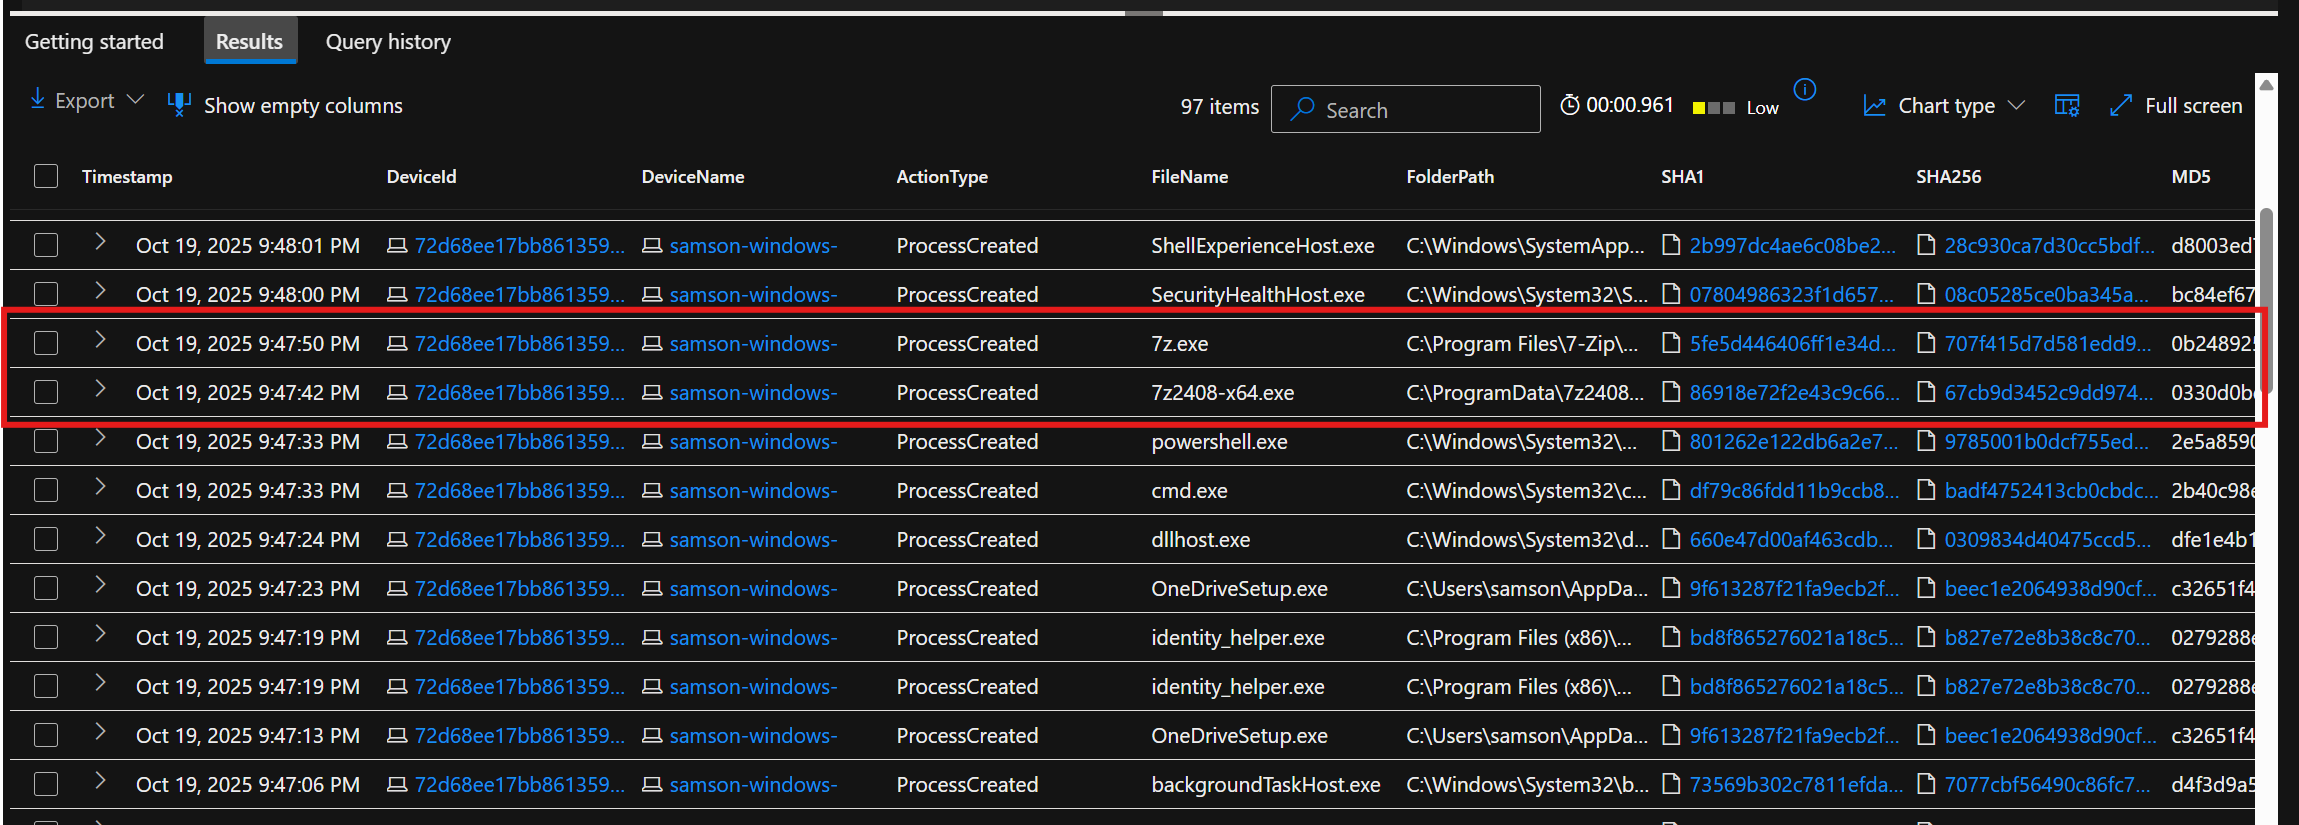 Getting started Results Query history
Export Show empty columns 97 items Search 00:00.961 Low Chart type Full screen
Timestamp DeviceId DeviceName ActionType FileName FolderPath SHA1 SHA256 MD5
Oct 19, 2025 9:48:01 PM 72d68ee17bb861359... samson-windows- ProcessCreated ShellExperienceHost.exe C:\Windows\SystemApp... 2b997dc4ae6c08be2... 28c930ca7d30cc5bdf... d8003ed
Oct 19, 2025 9:48:00 PM 72d68ee17bb861359... samson-windows- ProcessCreated SecurityHealthHost.exe C:\Windows\System32\S... 07804986323f1d657... 08c05285ce0ba345a... bc84ef67
Oct 19, 2025 9:47:50 PM 72d68ee17bb861359... samson-windows- ProcessCreated 7z.exe C:\Program Files\7-Zip\... 5fe5d446406ff1e34d... 707f415d7d581edd9... 0b24892
Oct 19, 2025 9:47:42 PM 72d68ee17bb861359... samson-windows- ProcessCreated 7z2408-x64.exe C:\ProgramData\7z2408... 86918e72f2e43c9c66... 67cb9d3452c9dd974... 0330d0b
Oct 19, 2025 9:47:33 PM 72d68ee17bb861359... samson-windows- ProcessCreated powershell.exe C:\Windows\System32\... 801262e122db6a2e7... 9785001b0dcf755ed... 2e5a8590
Oct 19, 2025 9:47:33 PM 72d68ee17bb861359... samson-windows- ProcessCreated cmd.exe C:\Windows\System32\c... df79c86fdd11b9ccb8... badf4752413cb0cbdc... 2b40c98e
Oct 19, 2025 9:47:24 PM 72d68ee17bb861359... samson-windows- ProcessCreated dllhost.exe C:\Windows\System32\d... 660e47d00af463cdb... 0309834d40475ccd5... dfe1e4b1
Oct 19, 2025 9:47:23 PM 72d68ee17bb861359... samson-windows- ProcessCreated OneDriveSetup.exe C:\Users\samson\AppDa... 9f613287f21fa9ecb2f... beec1e2064938d90cf... c32651f4
Oct 19, 2025 9:47:19 PM 72d68ee17bb861359... samson-windows- ProcessCreated identity_helper.exe C:\Program Files (x86)\... bd8f865276021a18c5... b827e72e8b38c8c70... 0279288e
Oct 19, 2025 9:47:19 PM 72d68ee17bb861359... samson-windows- ProcessCreated identity_helper.exe C:\Program Files (x86)\... bd8f865276021a18c5... b827e72e8b38c8c70... 0279288e
Oct 19, 2025 9:47:13 PM 72d68ee17bb861359... samson-windows- ProcessCreated OneDriveSetup.exe C:\Users\samson\AppDa... 9f613287f21fa9ecb2f... beec1e2064938d90cf... c32651f4
Oct 19, 2025 9:47:06 PM 72d68ee17bb861359... samson-windows- ProcessCreated backgroundTaskHost.exe C:\Windows\System32\b... 73569b302c7811efda... 7077cbf56490c86fc7... d4f3d9a5